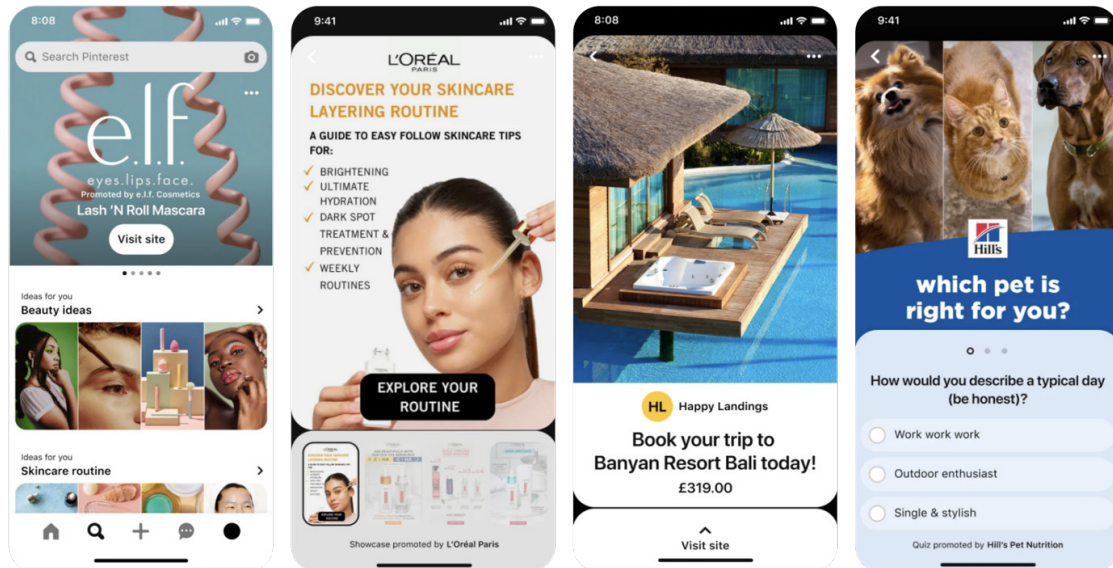 8:08
Search Pinterest
e.l.f.
eyes.lips.face.
Promoted by e.l.f. Cosmetics
Lash 'N Roll Mascara
Visit site
Ideas for you
Beauty ideas
Ideas for you
Skincare routine
9:41
L'ORÉAL
PARIS
DISCOVER YOUR SKINCARE
LAYERING ROUTINE
A GUIDE TO EASY FOLLOW SKINCARE TIPS
FOR:
BRIGHTENING
ULTIMATE
HYDRATION
DARK SPOT
TREATMENT &
PREVENTION
WEEKLY
ROUTINES
EXPLORE YOUR
ROUTINE
Showcase promoted by L'Oréal Paris
8:08
HL Happy Landings
Book your trip to
Banyan Resort Bali today!
£319.00
Visit site
9:41
Hill's
which pet is
right for you?
How would you describe a typical day
(be honest)?
Work work work
Outdoor enthusiast
Single & stylish
Quiz promoted by Hill's Pet Nutrition